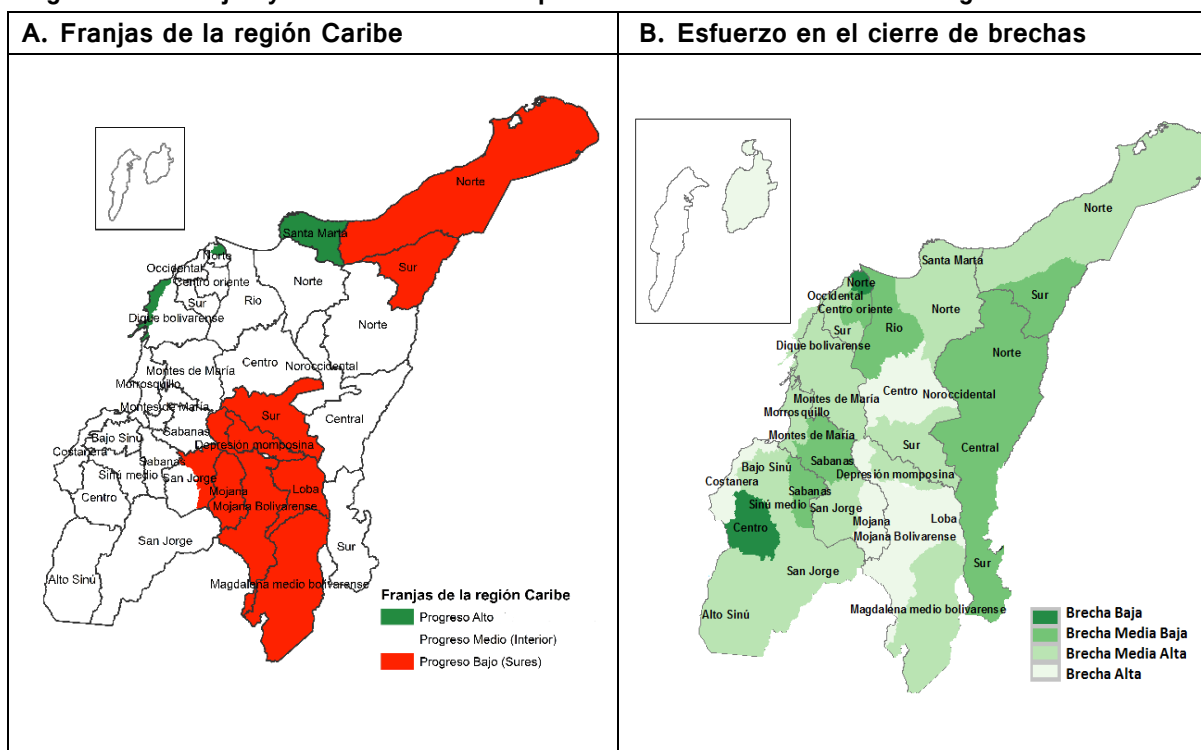 A. Franjas de la región Caribe
B. Esfuerzo en el cierre de brechas
Norte
Santa Marta
Norte
Sur
Occidental
Centro oriente
Norte
Sur
Rio
Dique bolivarense
Norte
Centro
Noroccidental
Montes de María
Morrosquillo
Montes de María
Sur
Central
Bajo Sinú
Sabanas
Depresión momposina
Costanera
Sabanas
Sinú medio
San Jorge
Mojana
Loba
Centro
Mojana Bolivarense
San Jorge
Sur
Alto Sinú
Magdalena medio bolivarense
Franjas de la región Caribe
Progreso Alto
Progreso Medio (Interior)
Progreso Bajo (Sures)
Norte
Santa Marta
Norte
Sur
Occidental
Norte
Centro oriente
Sur
Rio
Dique bolivarense
Norte
Centro
Noroccidental
Montes de María
Morrosquillo
Montes de María
Sur
Central
Bajo Sinú
Sabanas
Depresión momposina
Costanera
Sabanas
Sinú medio
San Jorge
Mojana
Loba
Centro
Mojana Bolivarense
San Jorge
Sur
Alto Sinú
Magdalena medio bolivarense
Brecha Baja
Brecha Media Baja
Brecha Media Alta
Brecha Alta